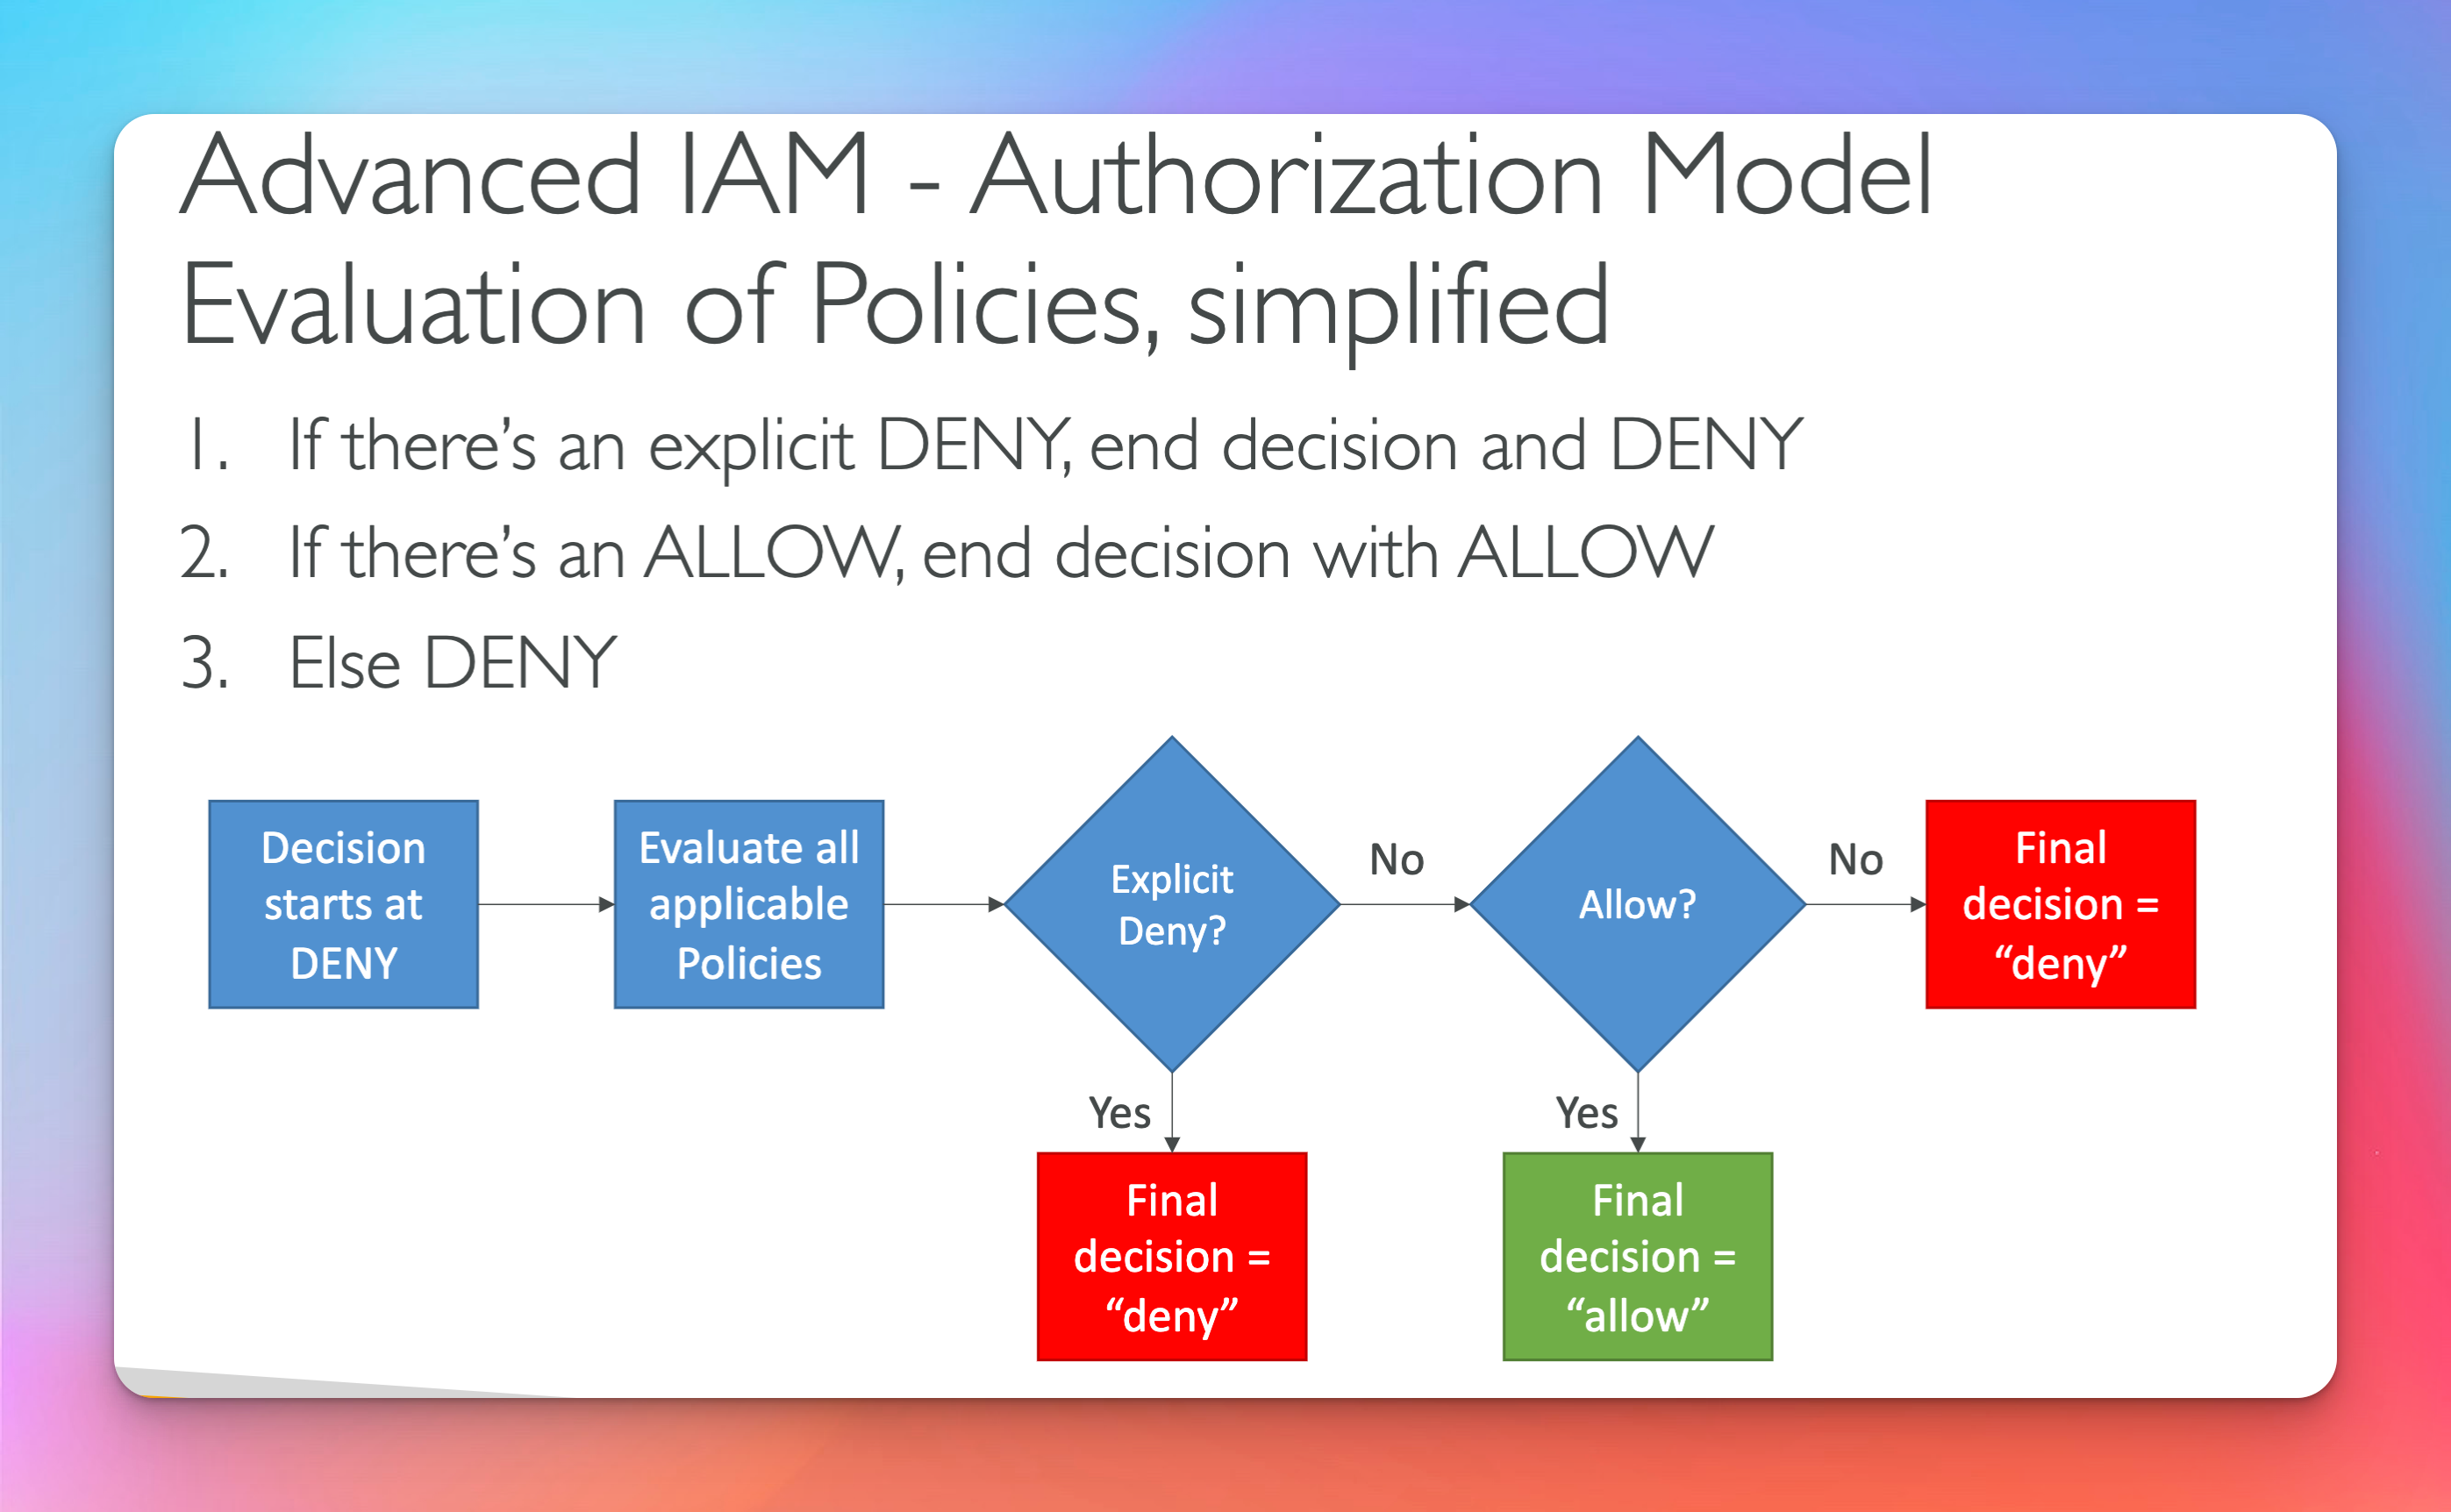 Advanced IAM - Authorization Model
Evaluation of Policies, simplified
1. If there’s an explicit DENY, end decision and DENY
2. If there’s an ALLOW, end decision with ALLOW
3. Else DENY
Decision
starts at
DENY
Evaluate all
applicable
Policies
Explicit
Deny?
No
Allow?
No
Final
decision =
“deny”
Yes
Yes
Final
decision =
“deny”
Final
decision =
“allow”